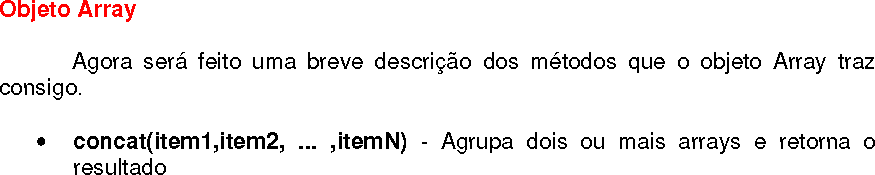 Objeto Array
Agora será feito uma breve descrição dos métodos que o objeto Array traz
consigo.
• concat(item1,item2, ... ,itemN) - Agrupa dois ou mais arrays e retorna o
resultado